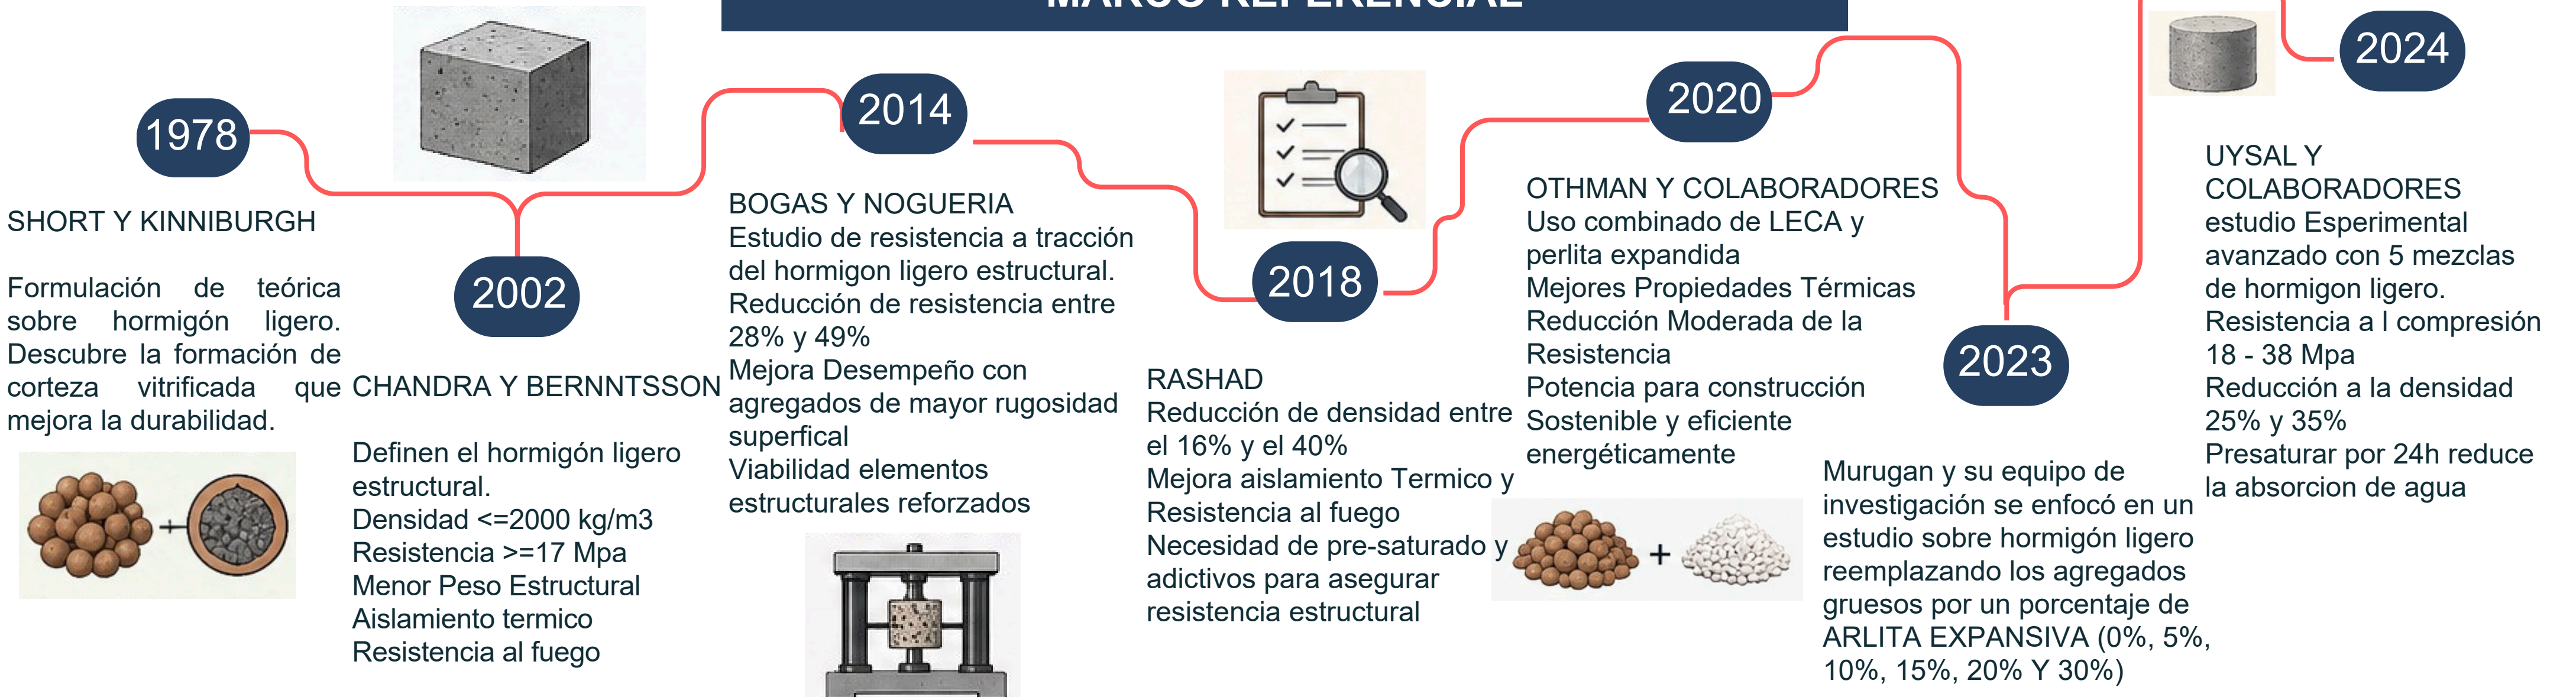 MARCO REFERENCIAL
1978
SHORT Y KINNIBURGH
Formulación de teórica
sobre hormigón ligero.
Descubre la formación de
corteza vitrificada que
mejora la durabilidad.
2002
CHANDRA Y BERNNTSSON
Definen el hormigón ligero
estructural.
Densidad <=2000 kg/m3
Resistencia >=17 Mpa
Menor Peso Estructural
Aislamiento termico
Resistencia al fuego
2014
BOGAS Y NOGUERIA
Estudio de resistencia a tracción
del hormigon ligero estructural.
Reducción de resistencia entre
28% y 49%
Mejora Desempeño con
agregados de mayor rugosidad
superfical
Viabilidad elementos
estructurales reforzados
2018
RASHAD
Reducción de densidad entre
el 16% y el 40%
Mejora aislamiento Termico y
Resistencia al fuego
Necesidad de pre-saturado y
adictivos para asegurar
resistencia estructural
2020
OTHMAN Y COLABORADORES
Uso combinado de LECA y
perlita expandida
Mejores Propiedades Térmicas
Reducción Moderada de la
Resistencia
Potencia para construcción
Sostenible y eficiente
energéticamente
2023
Murugan y su equipo de
investigación se enfocó en un
estudio sobre hormigón ligero
reemplazando los agregados
gruesos por un porcentaje de
ARLITA EXPANSIVA (0%, 5%,
10%, 15%, 20% Y 30%)
2024
UYSAL Y
COLABORADORES
estudio Esperimental
avanzado con 5 mezclas
de hormigon ligero.
Resistencia a l compresión
18 - 38 Mpa
Reducción a la densidad
25% y 35%
Presaturar por 24h reduce
la absorcion de agua